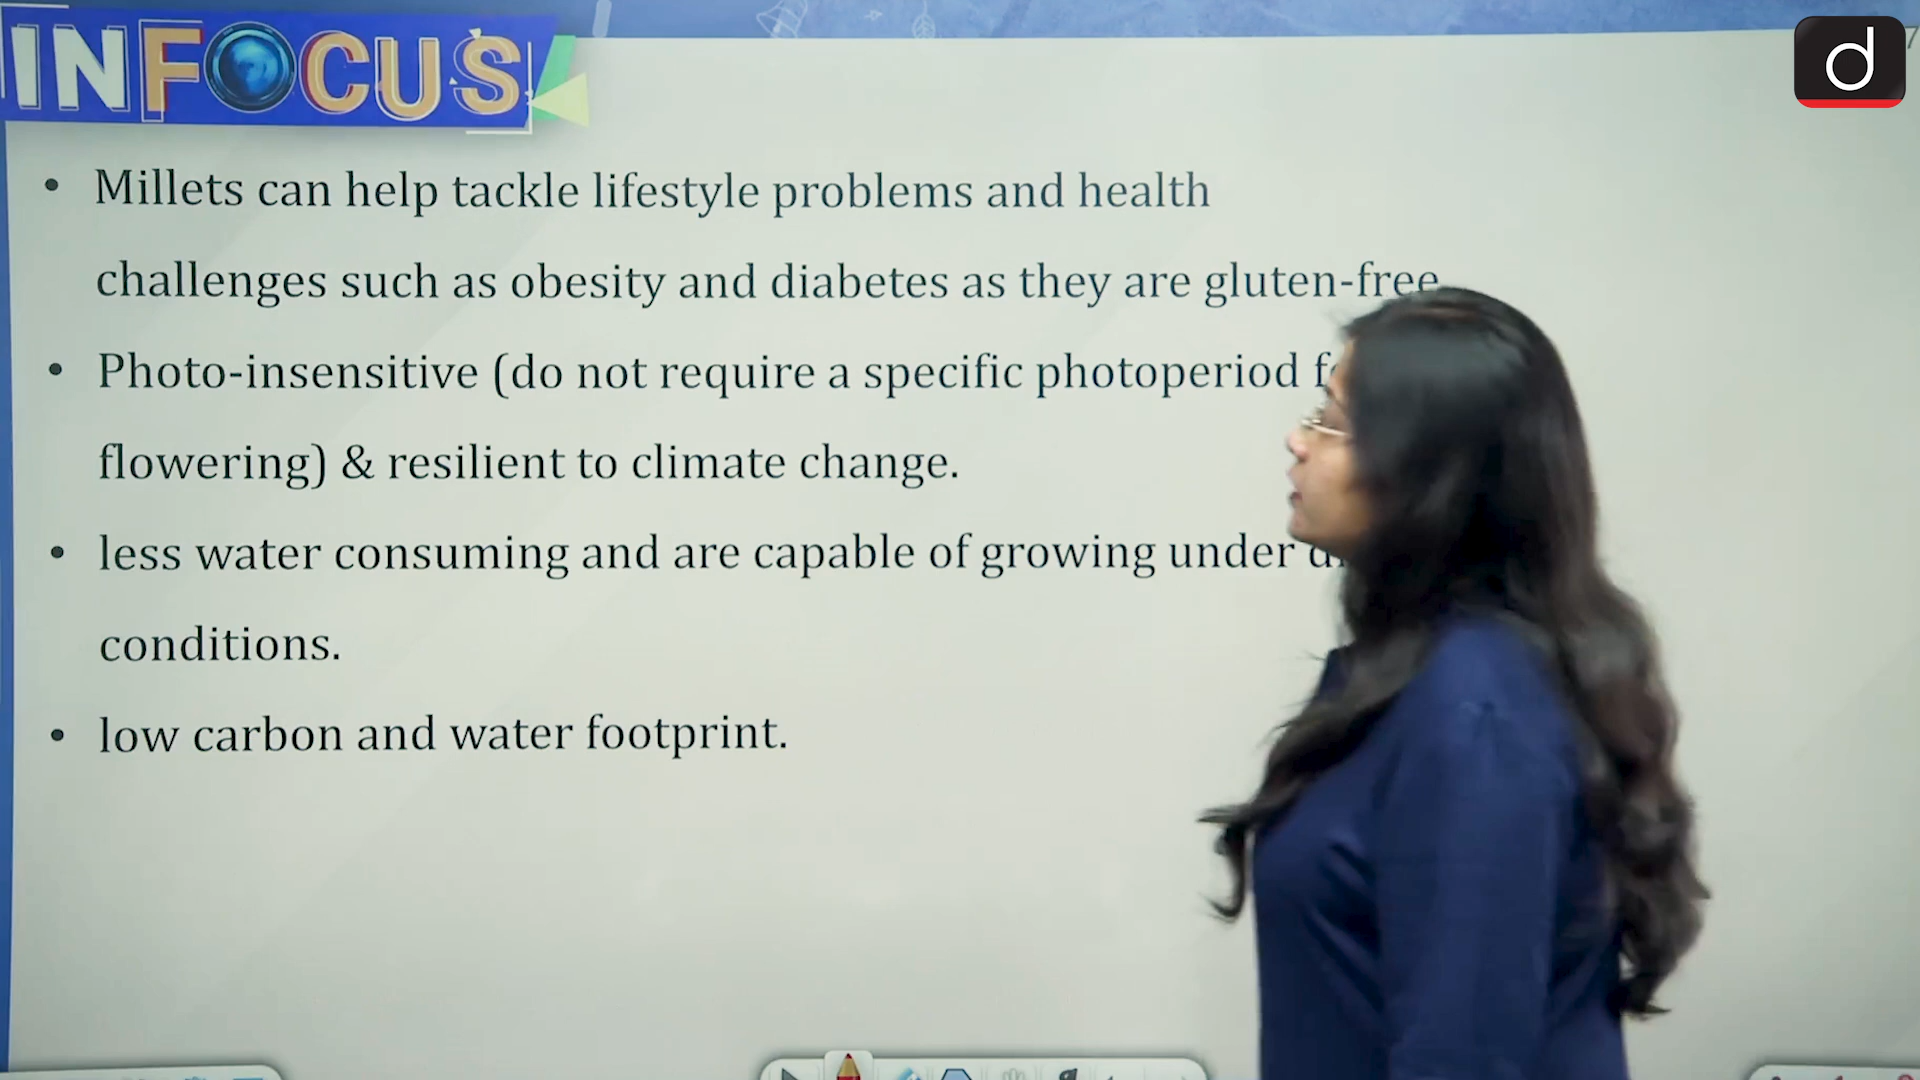 INFOCUS
d
7
• Millets can help tackle lifestyle problems and health
challenges such as obesity and diabetes as they are gluten-free
• Photo-insensitive (do not require a specific photoperiod
flowering) & resilient to climate change.
• less water consuming and are capable of growing under
conditions.
• low carbon and water footprint.